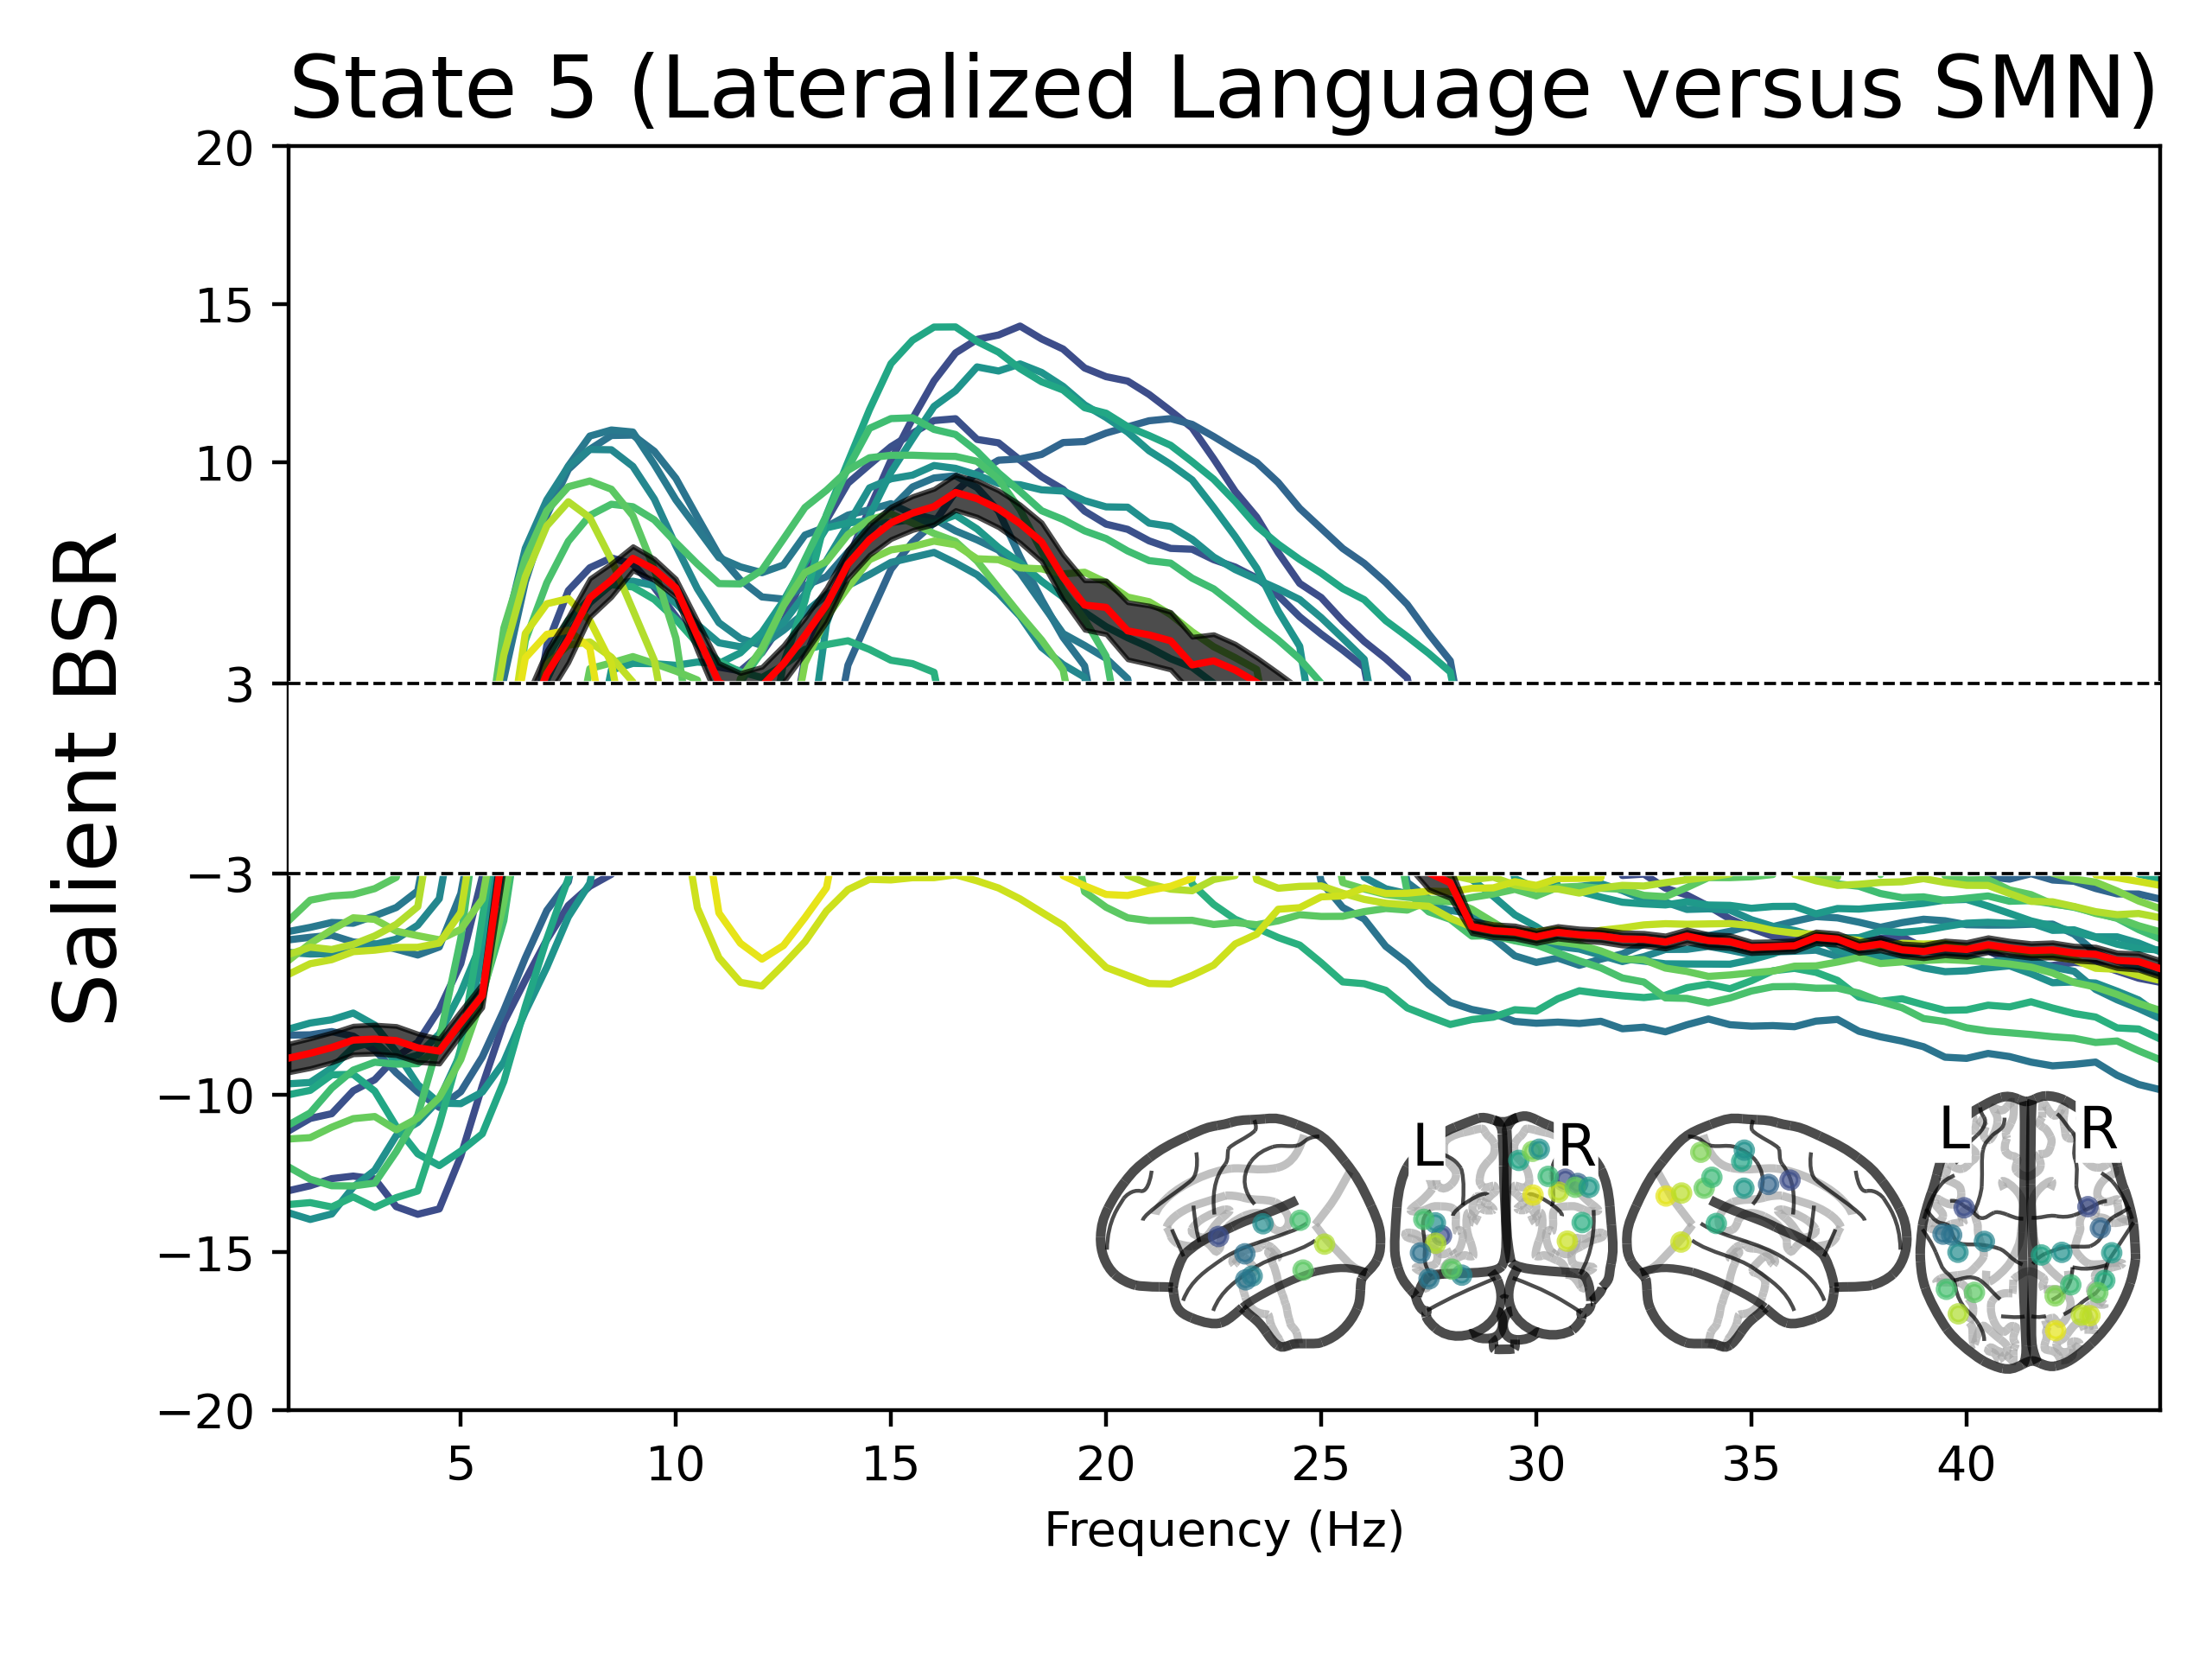 State 5 (Lateralized Language versus SMN)
Salient BSR
20
15
10
3
−3
−10
−15
−20
L R
L R
5 10 15 20 25 30 35 40
Frequency (Hz)